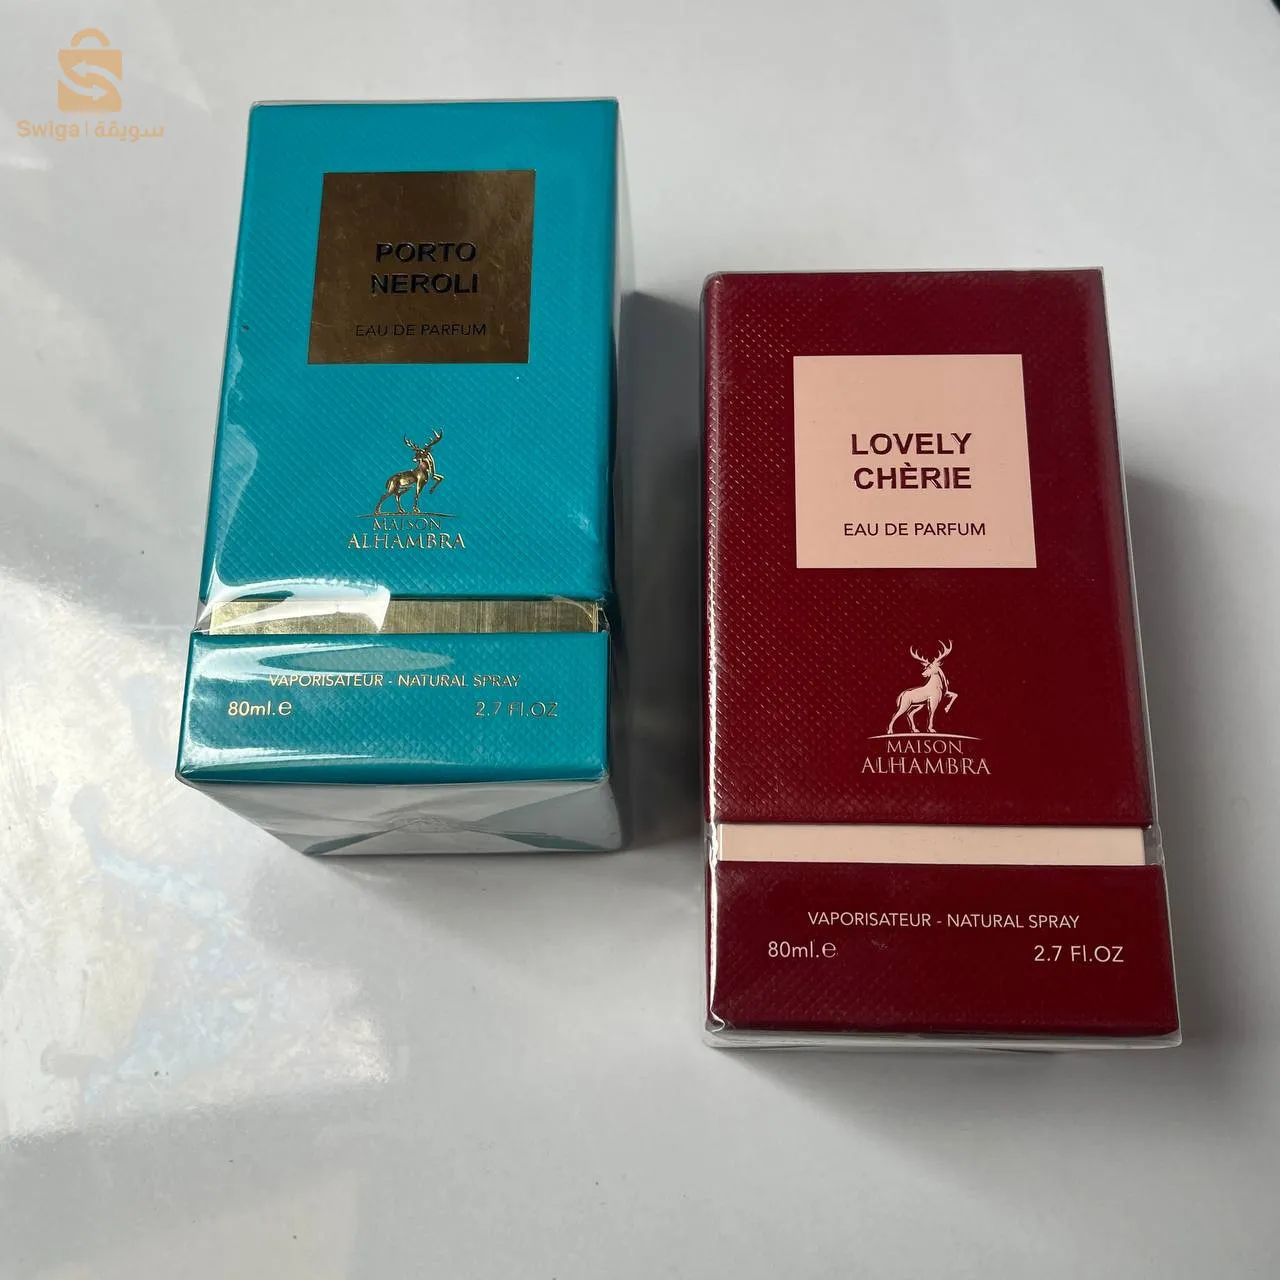 Swiga | سويقة
PORTO
NEROLI
EAU DE PARFUM
MAISON
ALHAMBRA
VAPORISATEUR - NATURAL SPRAY
80ml.e 2.7 Fl.OZ
LOVELY
CHÈRIE
EAU DE PARFUM
MAISON
ALHAMBRA
VAPORISATEUR - NATURAL SPRAY
80ml.e 2.7 Fl.OZ